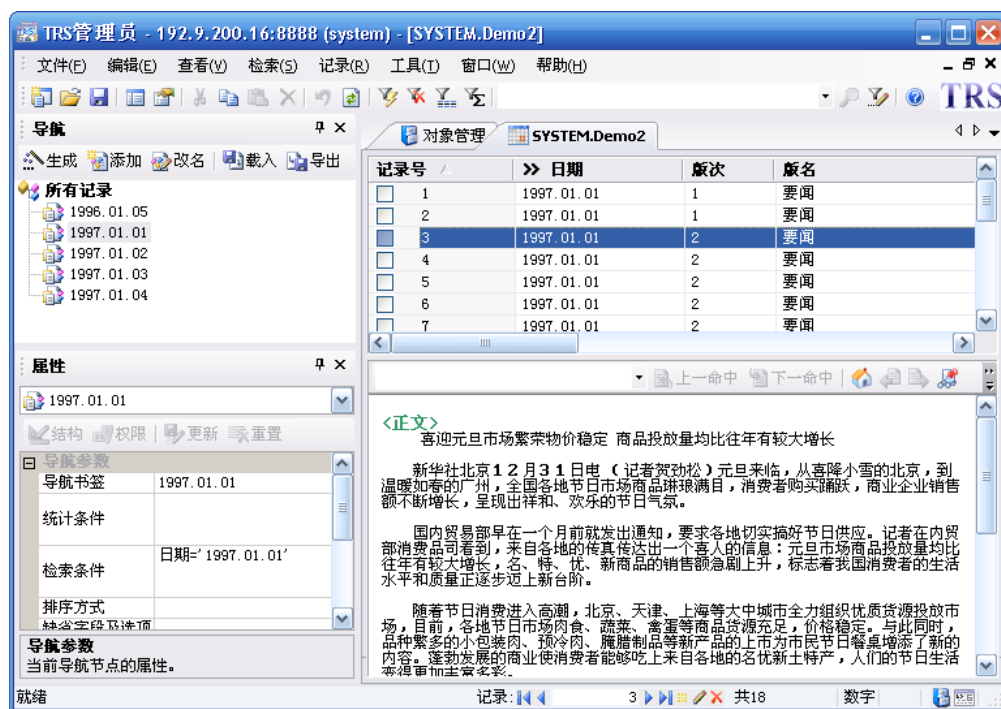 TRS管理员 - 192.9.200.16:8888 (system) - [SYSTEM.Demo2]
文件(F) 编辑(E) 查看(V) 检索(S) 记录(R) 工具(T) 窗口(W) 帮助(H)
TRS
导航
生成 添加 改名 载入 导出
所有记录
1996.01.05
1997.01.01
1997.01.02
1997.01.03
1997.01.04
对象管理 SYSTEM.Demo2
记录号 >> 日期 版次 版名
1 1997.01.01 1 要闻
2 1997.01.01 1 要闻
3 1997.01.01 2 要闻
4 1997.01.01 2 要闻
5 1997.01.01 2 要闻
6 1997.01.01 2 要闻
7 1997.01.01 2 要闻
属性
1997.01.01
结构 权限 更新 重置
导航参数
导航书签 1997.01.01
统计条件
检索条件 日期='1997.01.01'
排序方式
缺省字段及选项
导航参数
当前导航节点的属性。
上一命中 下一命中
<正文>
喜迎元旦市场繁荣物价稳定 商品投放量均比往年有较大增长
新华社北京12月31日电 (记者贺劲松)元旦来临，从喜降小雪的北京，到
温暖如春的广州，全国各地节日市场商品琳琅满目，消费者购买踊跃，商业企业销售
额不断增长，呈现出祥和、欢乐的节日气氛。
国内贸易部早在一个月前就发出通知，要求各地切实搞好节日供应。记者在内贸
部消费品司看到，来自各地的传真传达出一个喜人的信息：元旦市场商品投放量均比
往年有较大增长，名、特、优、新商品的销售额急剧上升，标志着我国消费者的生活
水平和质量正逐步迈上新台阶。
随着节日消费进入高潮，北京、天津、上海等大中城市全力组织优质货源投放市
场，目前，各地节日市场肉食、蔬菜、禽蛋等商品货源充足，价格稳定。与此同时，
品种繁多的小包装肉、预冷肉、腌腊制品等新产品的上市为市民节日餐桌增添了新的
内容。蓬勃发展的商业使消费者能够吃上来自各地的名优新土特产，人们的节日生活
变得更加丰富多彩。
就绪 记录: 3 共18 数字